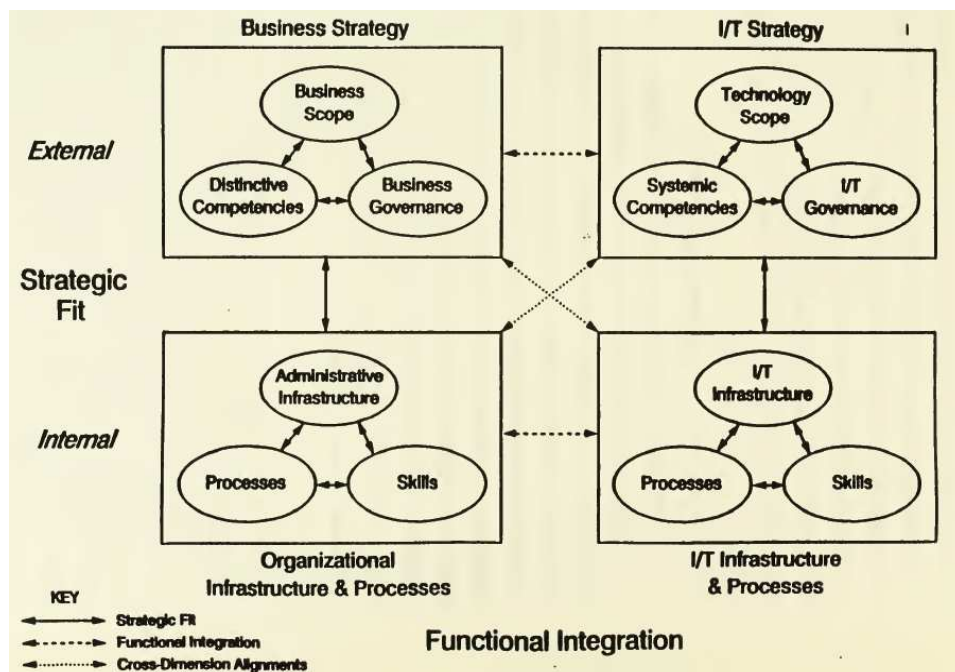 Business Strategy
I/T Strategy
Business
Scope
Technology
Scope
External
Distinctive
Competencies
Business
Governance
Systemic
Competencies
I/T
Governance
Strategic
Fit
Administrative
Infrastructure
I/T
Infrastructure
Internal
Processes
Skills
Processes
Skills
Organizational
Infrastructure & Processes
I/T Infrastructure
& Processes
KEY
Strategic Fit
Functional Integration
Cross-Dimension Alignments
Functional Integration